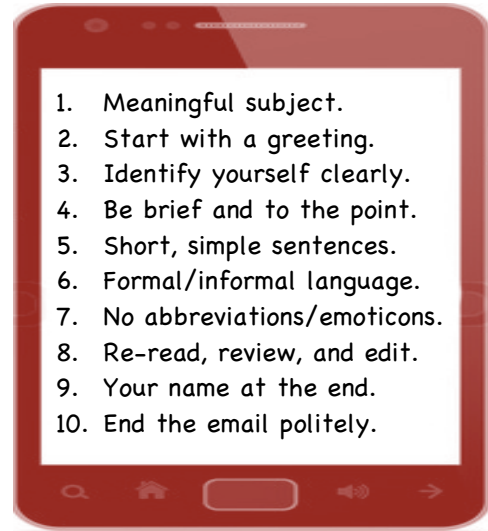 1. Meaningful subject.
2. Start with a greeting.
3. Identify yourself clearly.
4. Be brief and to the point.
5. Short, simple sentences.
6. Formal/informal language.
7. No abbreviations/emoticons.
8. Re-read, review, and edit.
9. Your name at the end.
10. End the email politely.